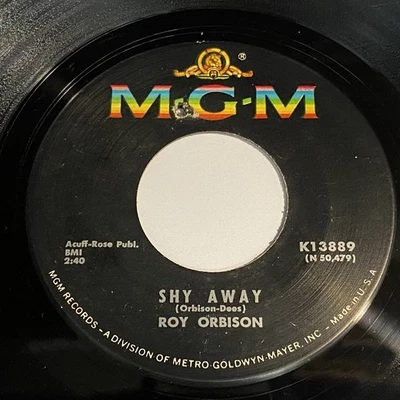 ®
M-G-M
Acuff-Rose Publ.
BMI
2:40
K13889
(N 50,479)
SHY AWAY
(Orbison-Dees)
ROY ORBISON
MGM RECORDS - A DIVISION OF METRO-GOLDWYN-MAYER, INC - Made in U. S. A